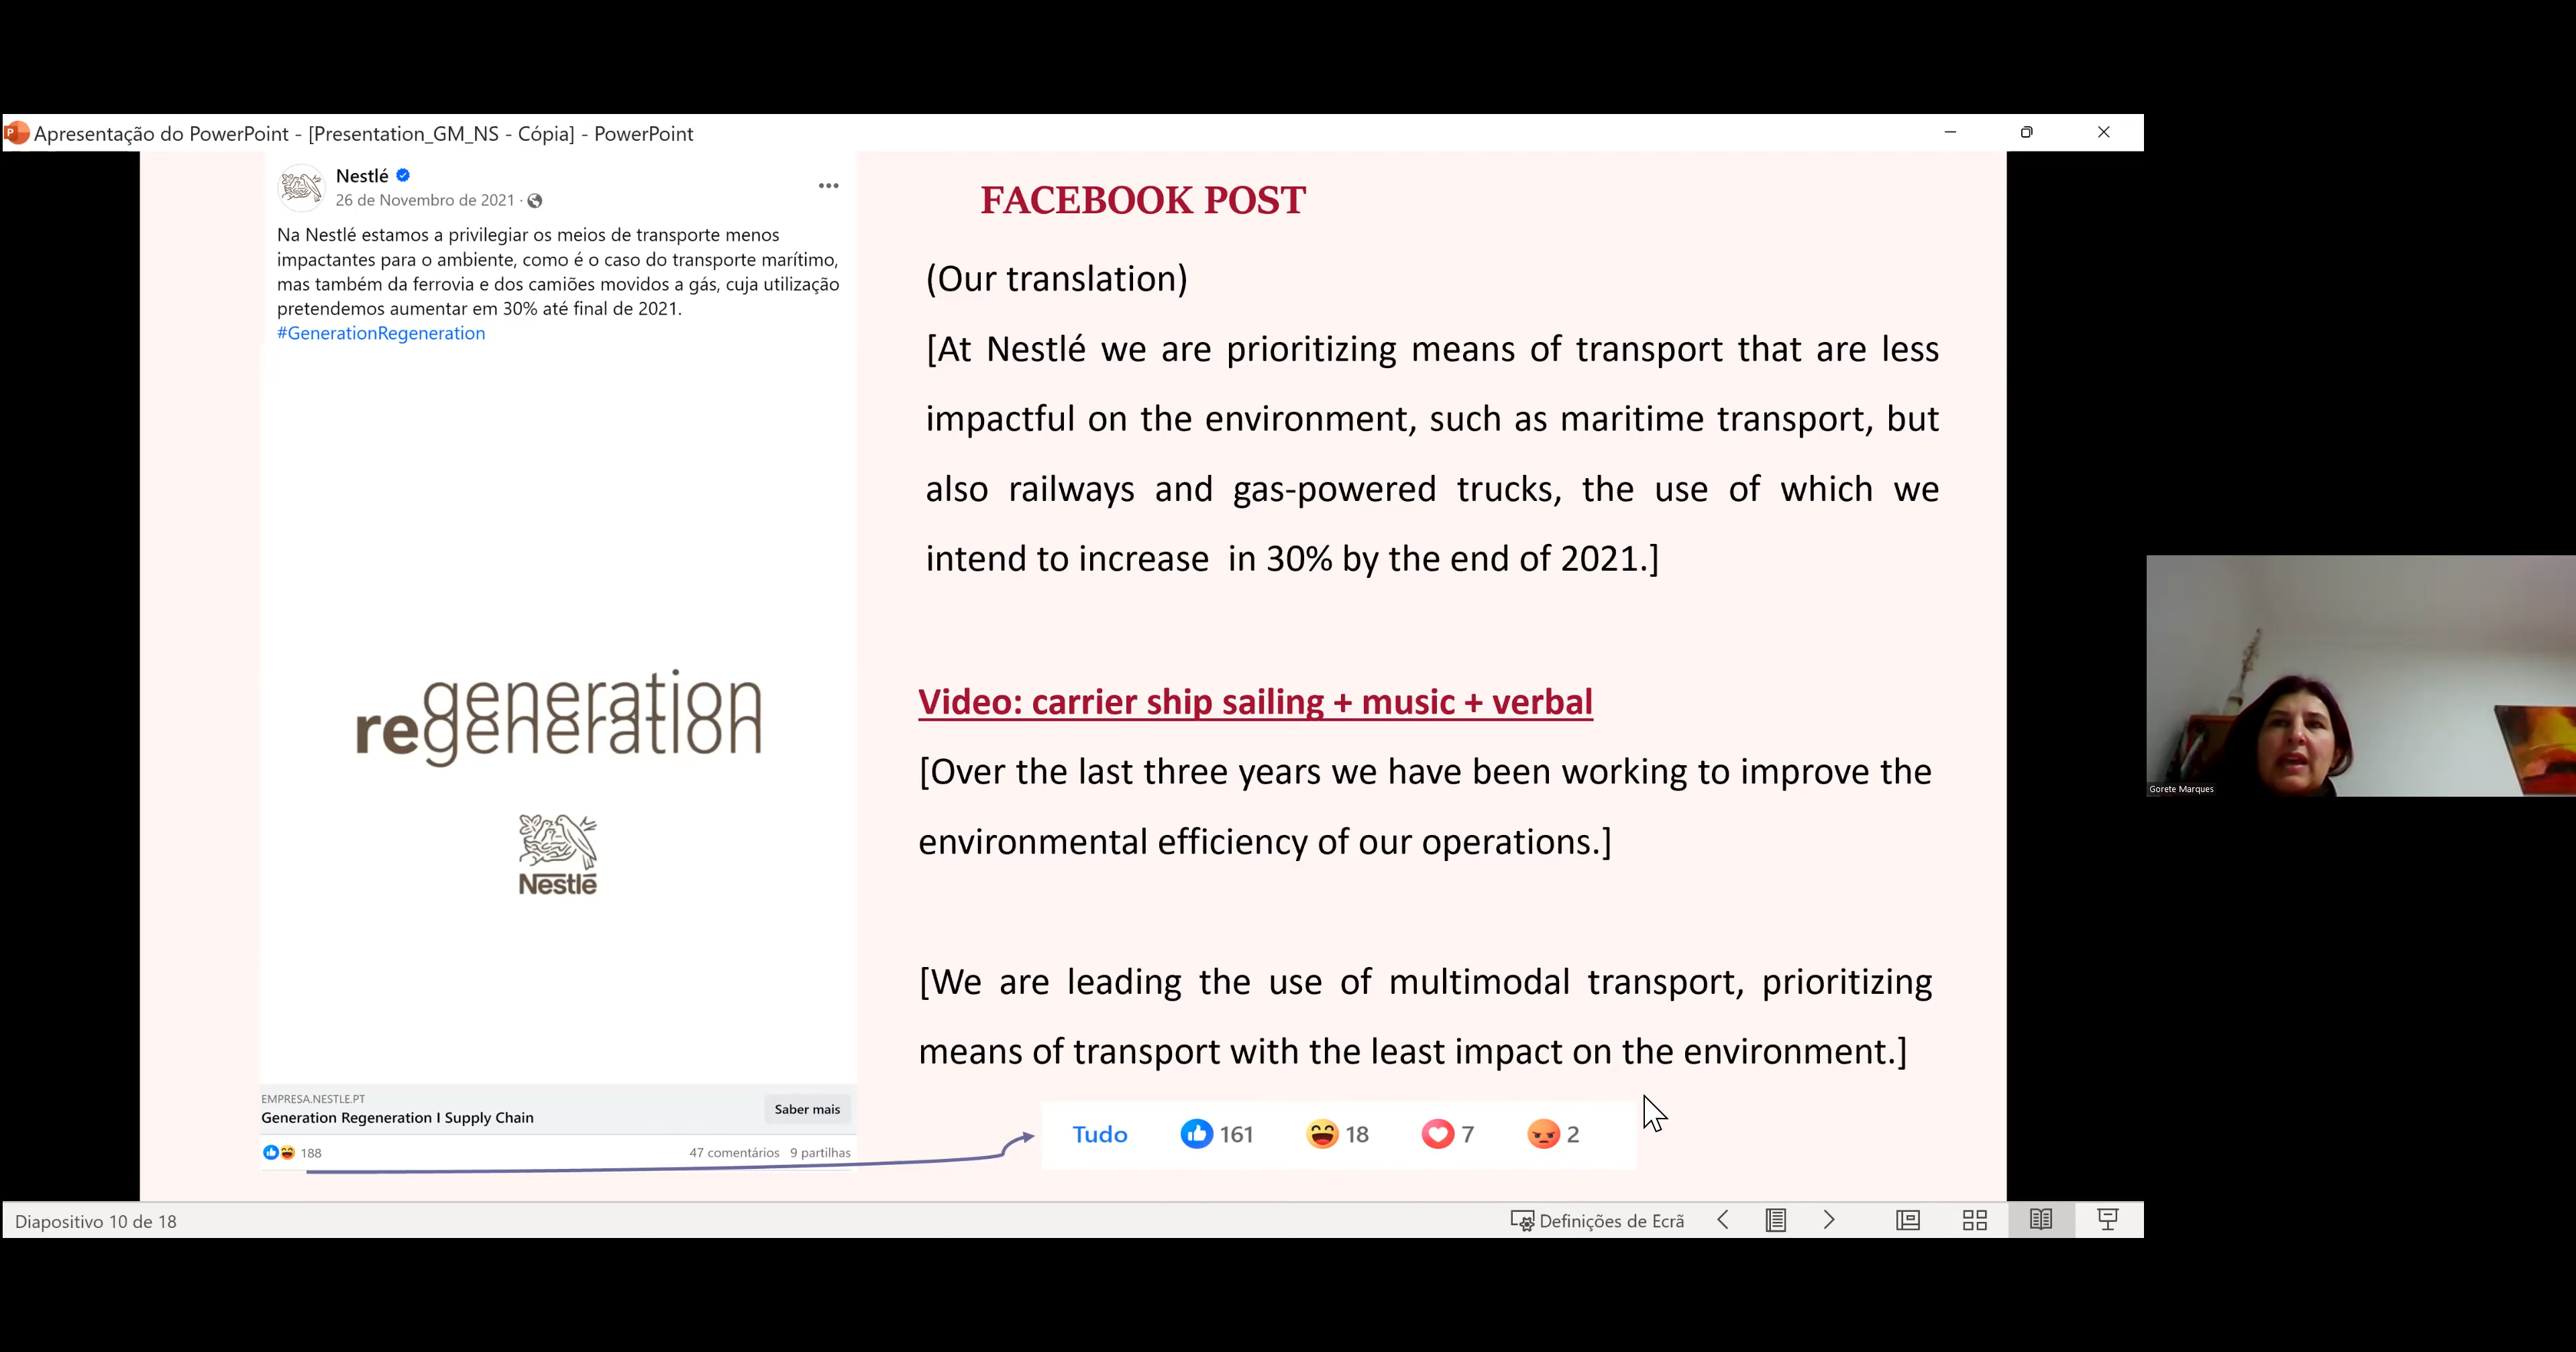 Apresentação do PowerPoint - [Presentation_GM_NS - Cópia] - PowerPoint
Nestlé
26 de Novembro de 2021 ·
Na Nestlé estamos a privilegiar os meios de transporte menos
impactantes para o ambiente, como é o caso do transporte marítimo,
mas também da ferrovia e dos camiões movidos a gás, cuja utilização
pretendemos aumentar em 30% até final de 2021.
#GenerationRegeneration
generation
regeneration
Nestlé
EMPRESA.NESTLE.PT
Generation Regeneration I Supply Chain
Saber mais
188
47 comentários 9 partilhas
FACEBOOK POST
(Our translation)
[At Nestlé we are prioritizing means of transport that are less
impactful on the environment, such as maritime transport, but
also railways and gas-powered trucks, the use of which we
intend to increase in 30% by the end of 2021.]
Video: carrier ship sailing + music + verbal
[Over the last three years we have been working to improve the
environmental efficiency of our operations.]
[We are leading the use of multimodal transport, prioritizing
means of transport with the least impact on the environment.]
Tudo 161 18 7 2
Gorete Marques
Diapositivo 10 de 18
Definições de Ecrã